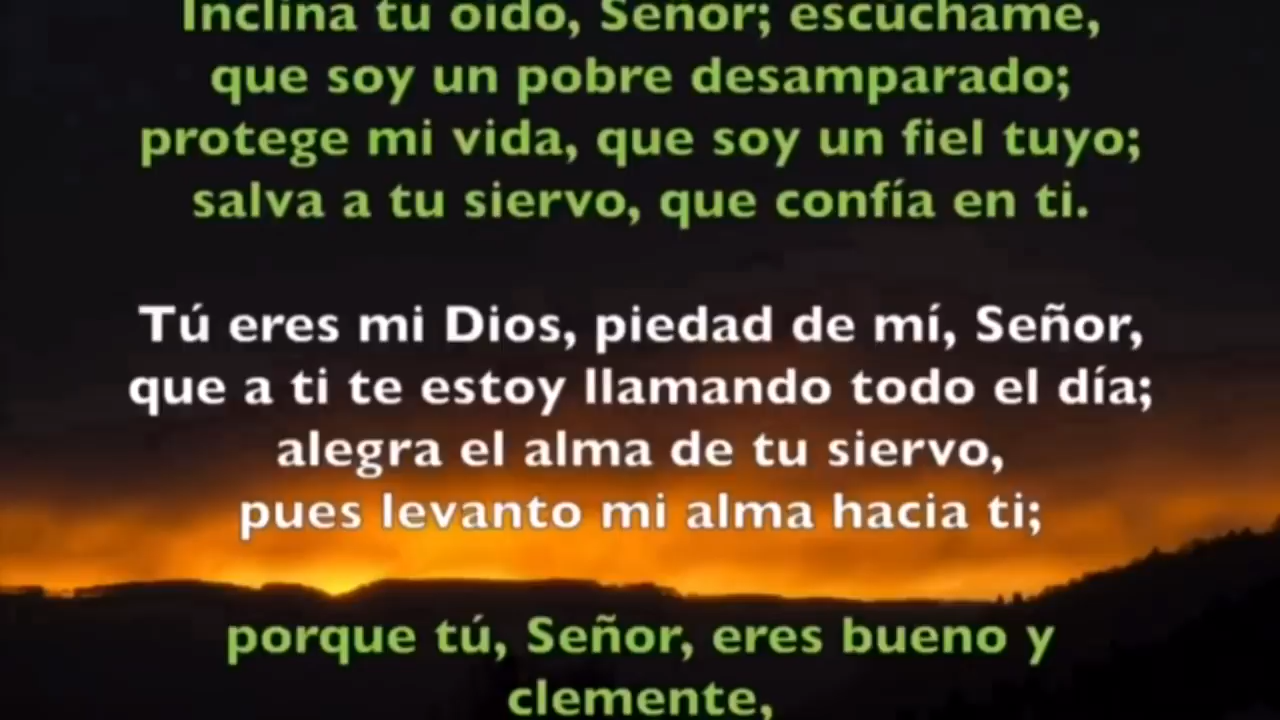 Inclina tu oído, Señor; escúchame,
que soy un pobre desamparado;
protege mi vida, que soy un fiel tuyo;
salva a tu siervo, que confía en ti.
Tú eres mi Dios, piedad de mí, Señor,
que a ti te estoy llamando todo el día;
alegra el alma de tu siervo,
pues levanto mi alma hacia ti;
porque tú, Señor, eres bueno y
clemente,